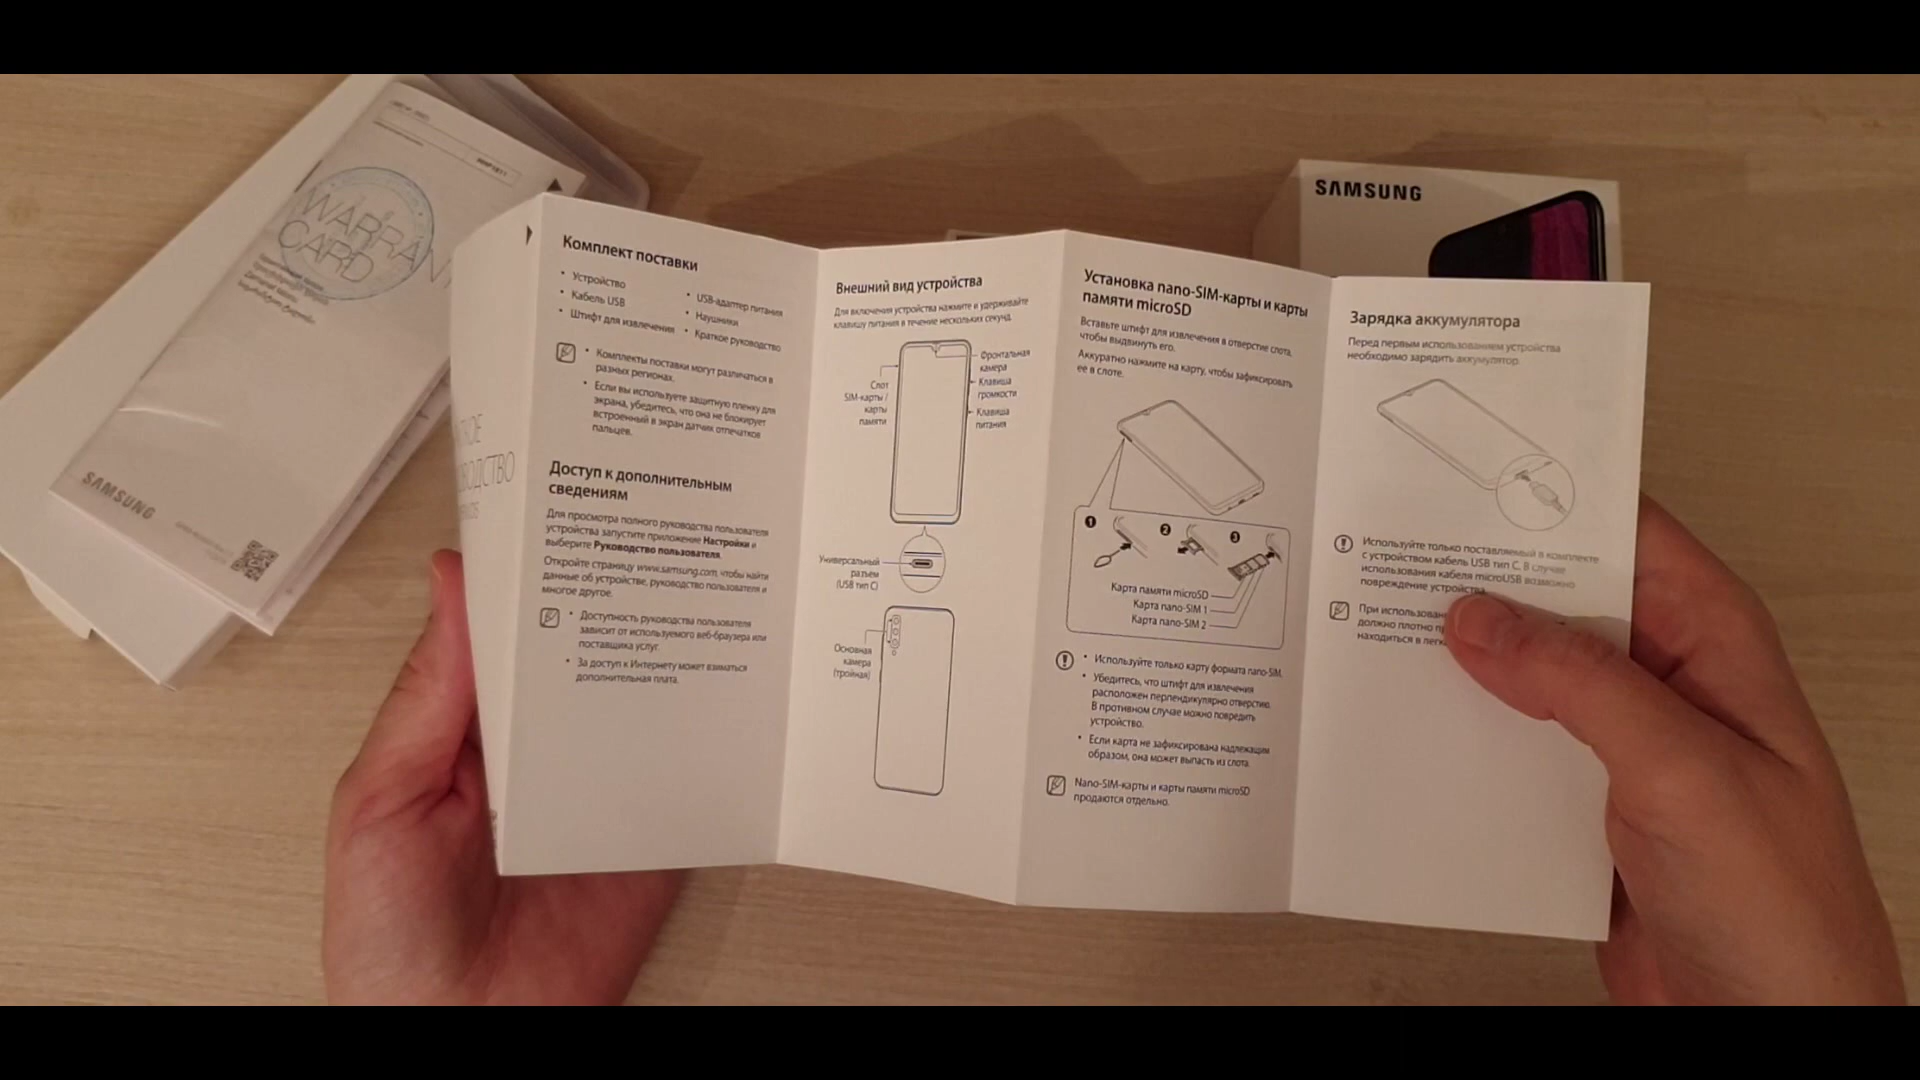 WARRANTY
CARD
SAMSUNG
SAMSUNG
Комплект поставки
• Устройство
• Кабель USB
• Штифт для извлечения
• USB-адаптер питания
• Наушники
• Краткое руководство
• Комплекты поставки могут различаться в
разных регионах.
• Если вы используете защитную пленку для
экрана, убедитесь, что она не блокирует
встроенный в экран датчик отпечатков
пальцев.
Доступ к дополнительным
сведениям
Для просмотра полного руководства пользователя
устройства запустите приложение Настройки и
выберите Руководство пользователя.
Откройте страницу www.samsung.com, чтобы найти
данные об устройстве, руководство пользователя и
многое другое.
• Доступность руководства пользователя
зависит от используемого веб-браузера или
поставщика услуг.
• За доступ к Интернету может взиматься
дополнительная плата.
Внешний вид устройства
Для включения устройства нажмите и удерживайте
клавишу питания в течение нескольких секунд.
Слот
SIM-карты /
карты
памяти
Фронтальная
камера
Клавиша
громкости
Клавиша
питания
Универсальный
разъем
(USB тип C)
Основная
камера
(тройная)
Установка nano-SIM-карты и карты
памяти microSD
Вставьте штифт для извлечения в отверстие слота,
чтобы выдвинуть его.
Аккуратно нажмите на карту, чтобы зафиксировать
ее в слоте.
1
2
3
Карта памяти microSD
Карта nano-SIM 1
Карта nano-SIM 2
• Используйте только карту формата nano-SIM.
• Убедитесь, что штифт для извлечения
расположен перпендикулярно отверстию.
В противном случае можно повредить
устройство.
• Если карта не зафиксирована надлежащим
образом, она может выпасть из слота.
Nano-SIM-карты и карты памяти microSD
продаются отдельно.
Зарядка аккумулятора
Перед первым использованием устройства
необходимо зарядить аккумулятор.
Используйте только поставляемый в комплекте
с устройством кабель USB тип C. В случае
использования кабеля microUSB возможно
повреждение устройства.
При
должно плотно
находиться в